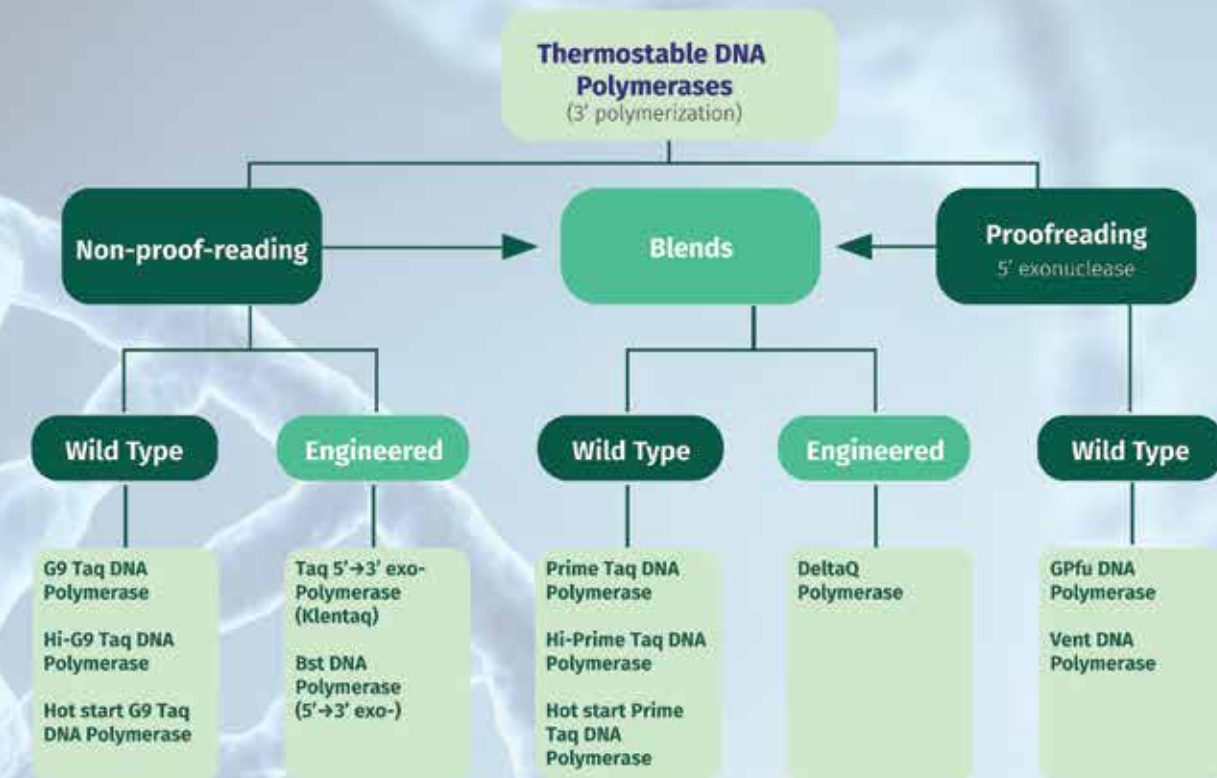 Thermostable DNA
Polymerases
(3' polymerization)
Non-proof-reading
Blends
Proofreading
5' exonuclease
Wild Type
Engineered
Wild Type
Engineered
Wild Type
G9 Taq DNA
Polymerase
Hi-G9 Taq DNA
Polymerase
Hot start G9 Taq
DNA Polymerase
Taq 5'→3' exo-
Polymerase
(Klentaq)
Bst DNA
Polymerase
(5'→3' exo-)
Prime Taq DNA
Polymerase
Hi-Prime Taq DNA
Polymerase
Hot start Prime
Taq DNA
Polymerase
DeltaQ
Polymerase
GPfu DNA
Polymerase
Vent DNA
Polymerase